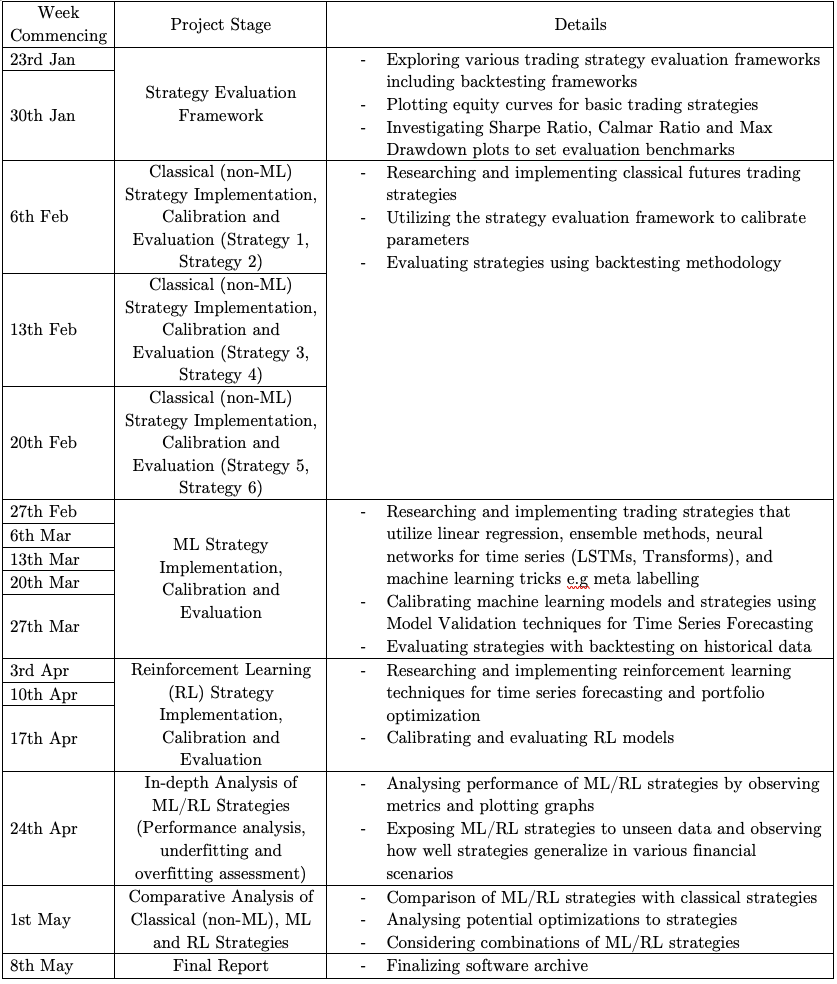 Week
Commencing
Project Stage
Details
23rd Jan
30th Jan
Strategy Evaluation
Framework
- Exploring various trading strategy evaluation frameworks
including backtesting frameworks
- Plotting equity curves for basic trading strategies
- Investigating Sharpe Ratio, Calmar Ratio and Max
Drawdown plots to set evaluation benchmarks
6th Feb
Classical (non-ML)
Strategy Implementation,
Calibration and
Evaluation (Strategy 1,
Strategy 2)
- Researching and implementing classical futures trading
strategies
- Utilizing the strategy evaluation framework to calibrate
parameters
- Evaluating strategies using backtesting methodology
13th Feb
Classical (non-ML)
Strategy Implementation,
Calibration and
Evaluation (Strategy 3,
Strategy 4)
20th Feb
Classical (non-ML)
Strategy Implementation,
Calibration and
Evaluation (Strategy 5,
Strategy 6)
27th Feb
6th Mar
13th Mar
20th Mar
27th Mar
ML Strategy
Implementation,
Calibration and
Evaluation
- Researching and implementing trading strategies that
utilize linear regression, ensemble methods, neural
networks for time series (LSTMs, Transforms), and
machine learning tricks e.g meta labelling
- Calibrating machine learning models and strategies using
Model Validation techniques for Time Series Forecasting
- Evaluating strategies with backtesting on historical data
3rd Apr
10th Apr
17th Apr
Reinforcement Learning
(RL) Strategy
Implementation,
Calibration and
Evaluation
- Researching and implementing reinforcement learning
techniques for time series forecasting and portfolio
optimization
- Calibrating and evaluating RL models
24th Apr
In-depth Analysis of
ML/RL Strategies
(Performance analysis,
underfitting and
overfitting assessment)
- Analysing performance of ML/RL strategies by observing
metrics and plotting graphs
- Exposing ML/RL strategies to unseen data and observing
how well strategies generalize in various financial
scenarios
1st May
Comparative Analysis of
Classical (non-ML), ML
and RL Strategies
- Comparison of ML/RL strategies with classical strategies
- Analysing potential optimizations to strategies
- Considering combinations of ML/RL strategies
8th May
Final Report
- Finalizing software archive